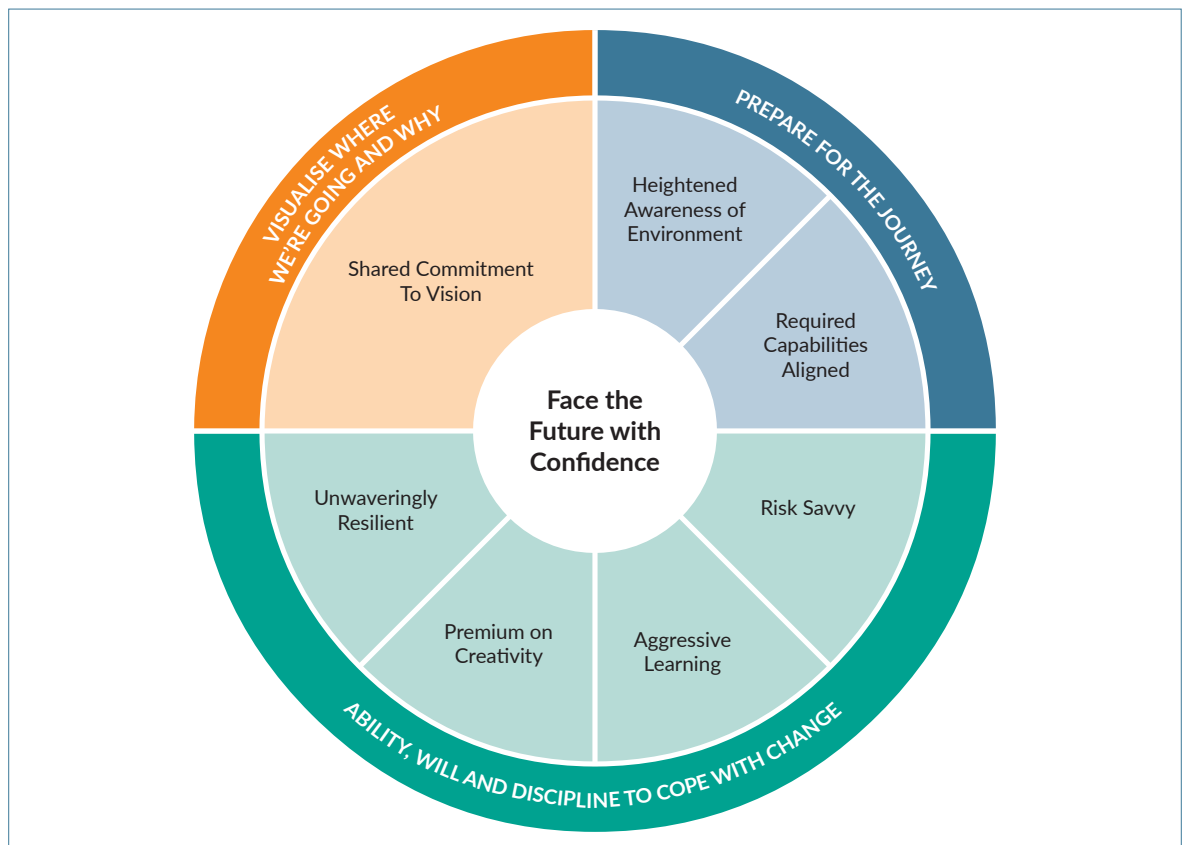 VISUALISE WHERE
WE'RE GOING AND WHY
PREPARE FOR THE JOURNEY
Heightened
Awareness of
Environment
Shared Commitment
To Vision
Required
Capabilities
Aligned
Face the
Future with
Confidence
Unwaveringly
Resilient
Risk Savvy
Premium on
Creativity
Aggressive
Learning
ABILITY, WILL AND DISCIPLINE TO COPE WITH CHANGE